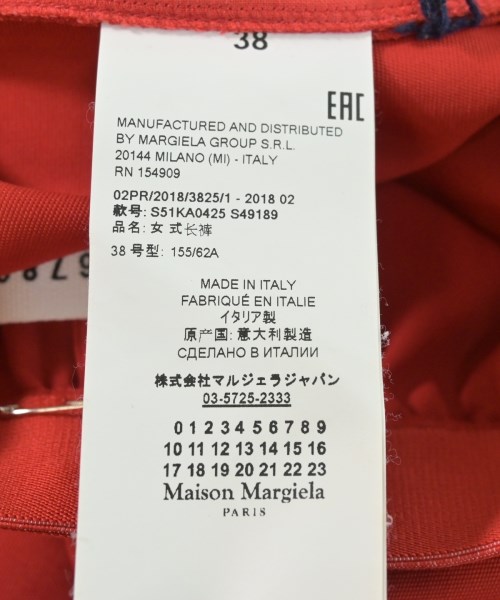 38
EAC
MANUFACTURED AND DISTRIBUTED
BY MARGIELA GROUP S.R.L.
20144 MILANO (MI) - ITALY
RN 154909
02PR/2018/3825/1 - 2018 02
款号: S51KA0425 S49189
品名: 女 式长裤
38 号型: 155/62A
MADE IN ITALY
FABRIQUÉ EN ITALIE
イタリア製
原产国: 意大利製造
СДЕЛАНО В ИТАЛИИ
株式会社マルジェラジャパン
03-5725-2333
0 1 2 3 4 5 6 7 8 9
10 11 12 13 14 15 16
17 18 19 20 21 22 23
Maison Margiela
PARIS